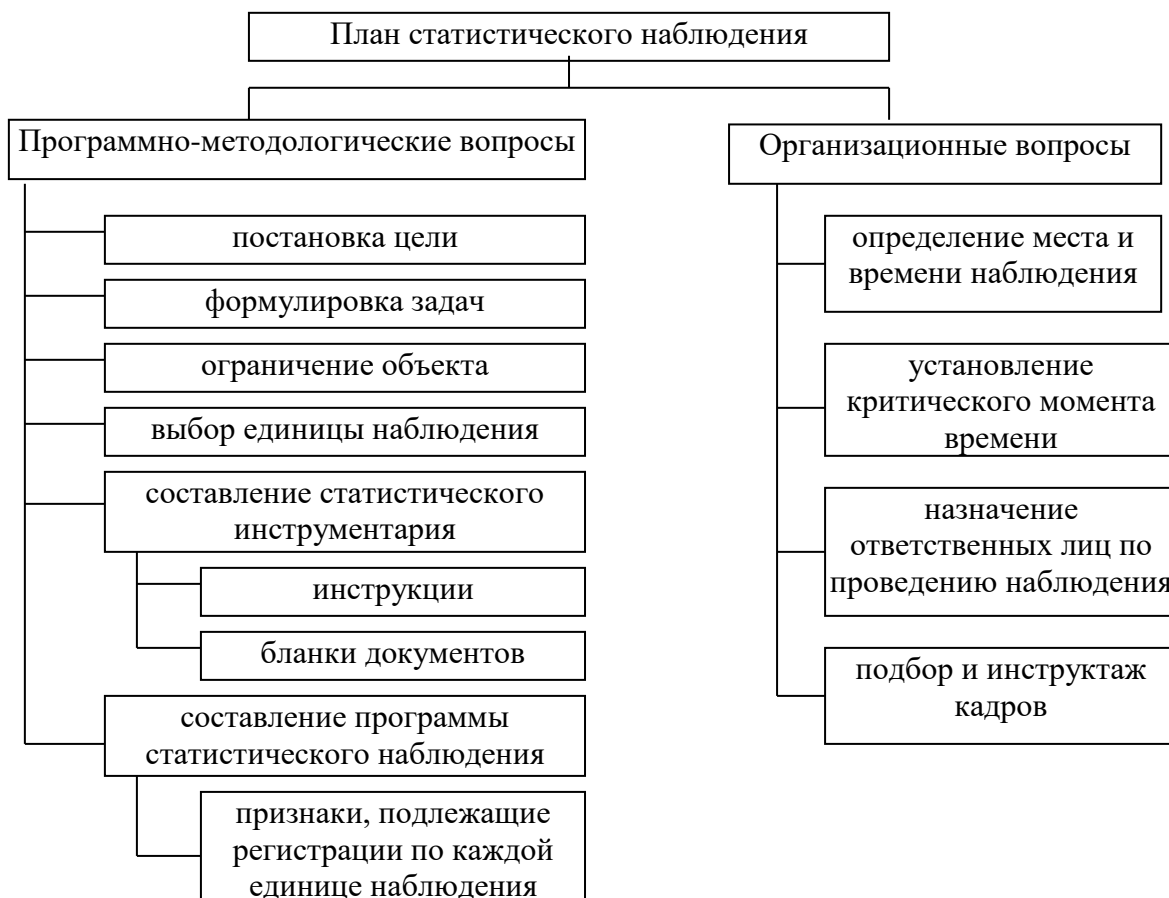 План статистического наблюдения
Программно-методологические вопросы
постановка цели
формулировка задач
ограничение объекта
выбор единицы наблюдения
составление статистического
инструментария
инструкции
бланки документов
составление программы
статистического наблюдения
признаки, подлежащие
регистрации по каждой
единице наблюдения
Организационные вопросы
определение места и
времени наблюдения
установление
критического момента
времени
назначение
ответственных лиц по
проведению наблюдения
подбор и инструктаж
кадров